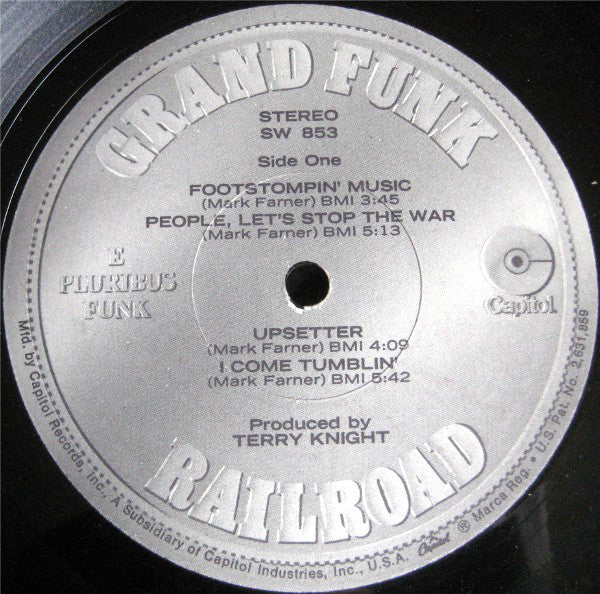 GRAND FUNK
STEREO
SW 853
Side One
FOOTSTOMPIN' MUSIC
(Mark Farner) BMI 3:45
PEOPLE, LET'S STOP THE WAR
(Mark Farner) BMI 5:13
E
PLURIBUS
FUNK
Capitol
UPSETTER
(Mark Farner) BMI 4:09
I COME TUMBLIN'
(Mark Farner) BMI 5:42
Produced by
TERRY KNIGHT
RAILROAD
Mfd. by Capitol Records, Inc., A Subsidiary of Capitol Industries, Inc., U.S.A. Capitol ® Marca Reg. • U.S. Pat. No. 2,631,859